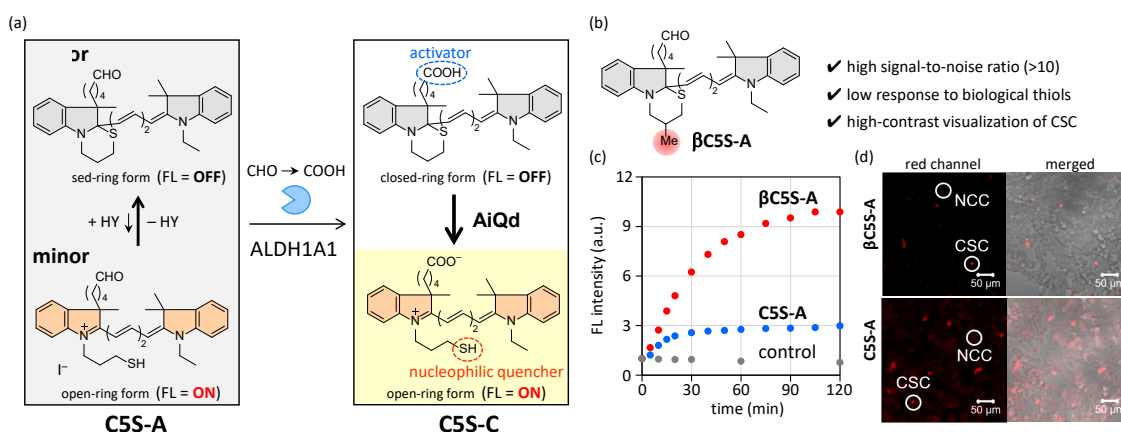 (a)
or
CHO
( )4
S
N
( )2
N
sed-ring form (FL = OFF)
+ HY
– HY
minor
CHO
( )4
N
+
( )2
N
SH
I–
open-ring form (FL = ON)
C5S-A
CHO → COOH
ALDH1A1
activator
COOH
( )4
S
N
( )2
N
closed-ring form (FL = OFF)
AiQd
COO–
( )4
N
+
( )2
N
SH
nucleophilic quencher
open-ring form (FL = ON)
C5S-C
(b)
CHO
( )4
S
N
( )2
N
Me
βC5S-A
✔ high signal-to-noise ratio (>10)
✔ low response to biological thiols
✔ high-contrast visualization of CSC
(c)
FL intensity (a.u.)
12
9
6
3
0
βC5S-A
C5S-A
control
0 30 60 90 120
time (min)
(d)
red channel merged
βC5S-A
NCC
CSC
50 μm
50 μm
C5S-A
NCC
CSC
50 μm
50 μm